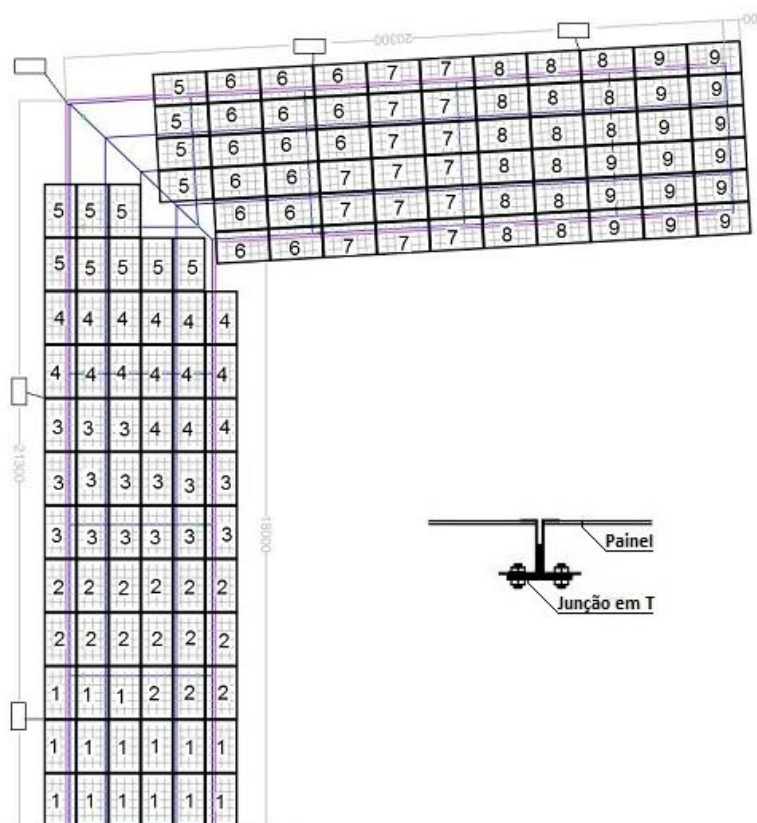 20300
00
5 6 6 6 7 7 8 8 8 9 9
5 6 6 6 7 7 8 8 8 9 9
5 6 6 6 7 7 8 8 8 9 9
5 6 6 7 7 7 8 8 9 9 9
6 6 7 7 7 8 8 9 9 9
6 6 7 7 7 8 8 9 9 9
5 5 5
5 5 5 5 5
4 4 4 4 4 4
4 4 4 4 4 4
3 3 3 4 4 4
3 3 3 3 3 3
3 3 3 3 3 3
2 2 2 2 2 2
2 2 2 2 2 2
1 1 1 2 2 2
1 1 1 1 1 1
1 1 1 1 1 1
21300
18000
Painel
Junção em T